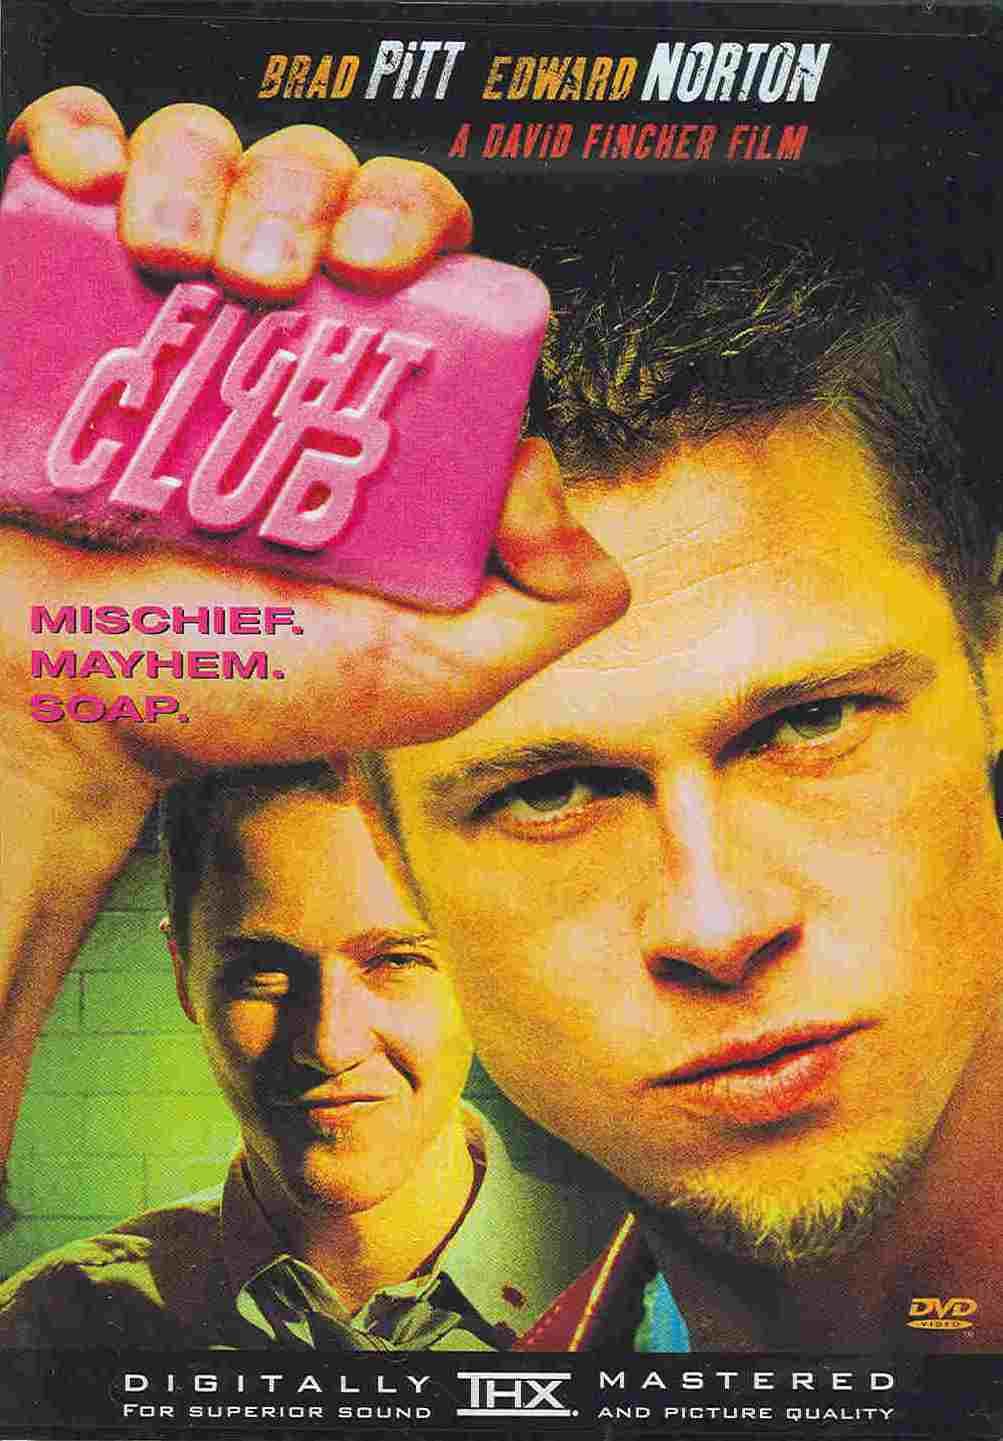 BRAD PiTT EDWARD NORTON
A DAViD FiNCHER FiLM
FIGHT
CLUB
MISCHIEF.
MAYHEM.
SOAP.
DVD
VIDEO
TM
DIGITALLY THX MASTERED
FOR SUPERIOR SOUND AND PICTURE QUALITY